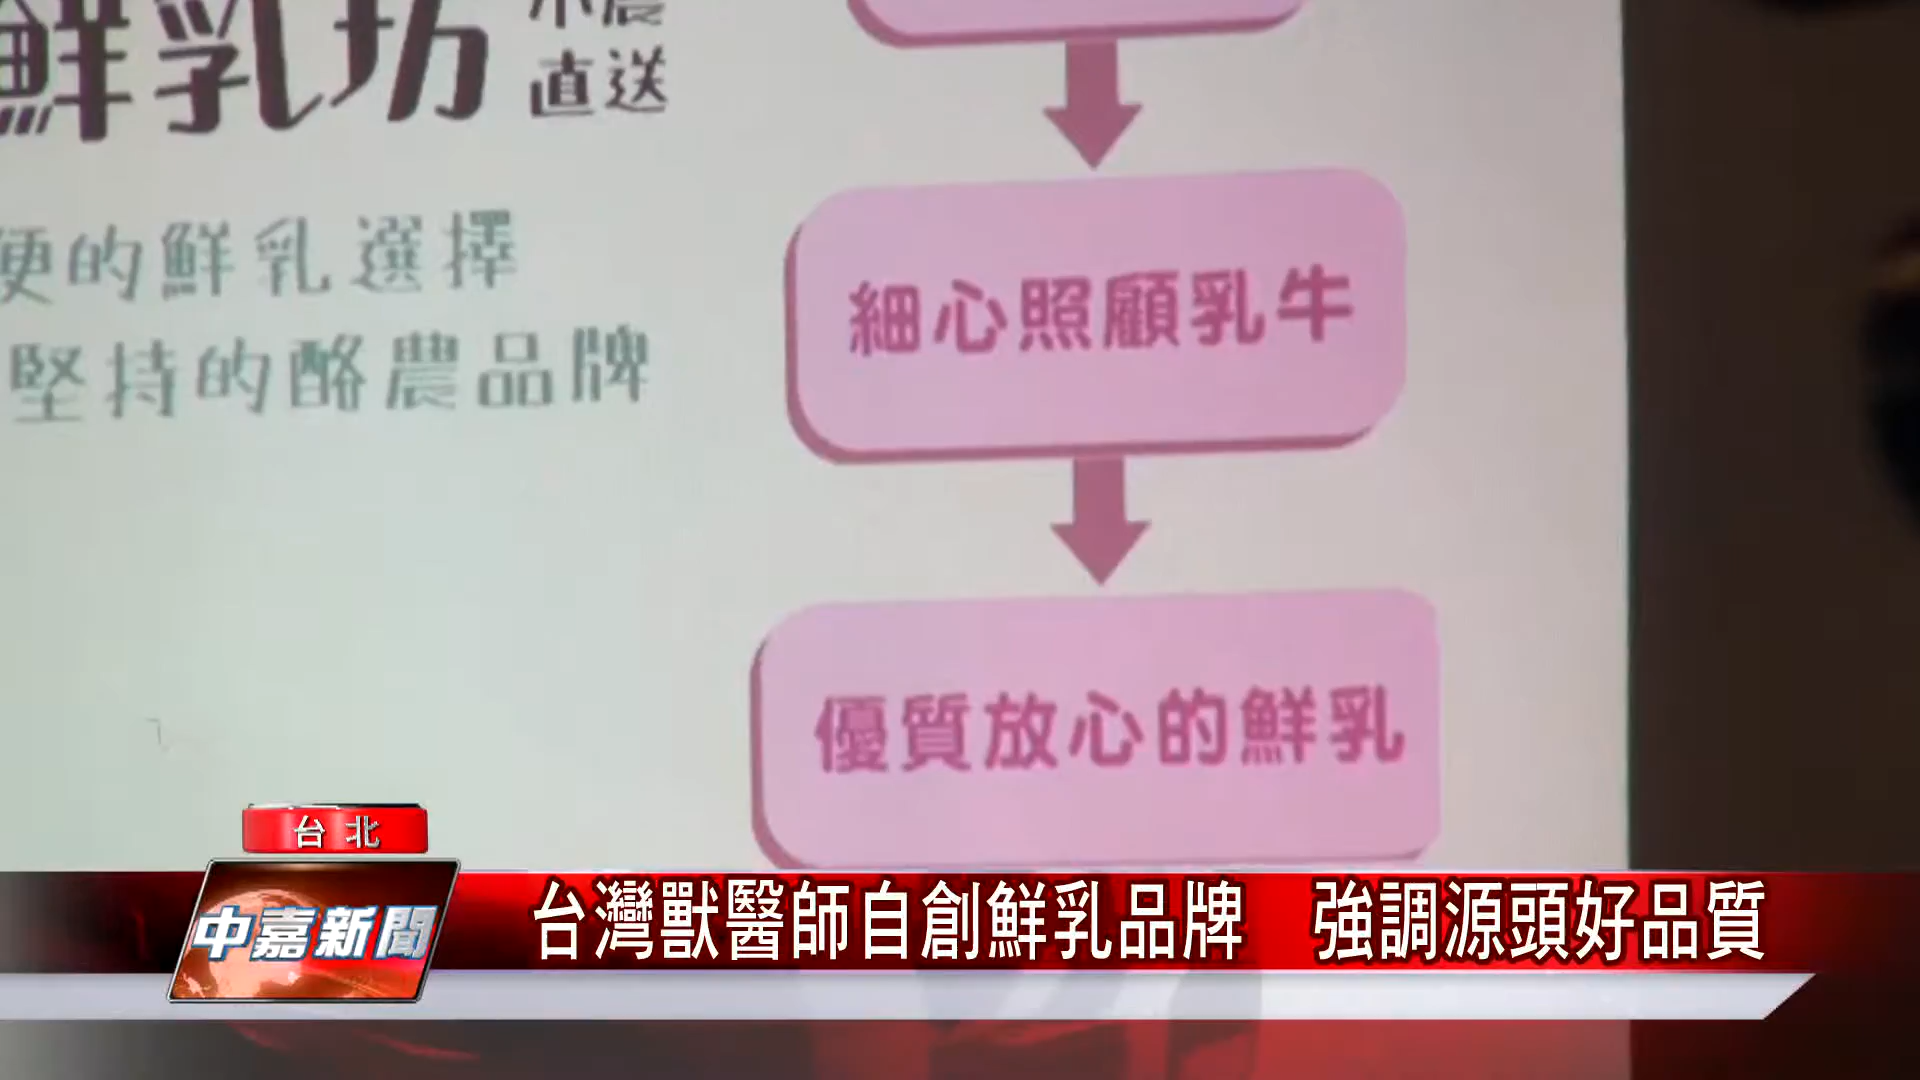 鮮乳坊
直送
便的鮮乳選擇
堅持的酪農品牌
細心照顧乳牛
優質放心的鮮乳
台北
中嘉新聞
台灣獸醫師自創鮮乳品牌 強調源頭好品質